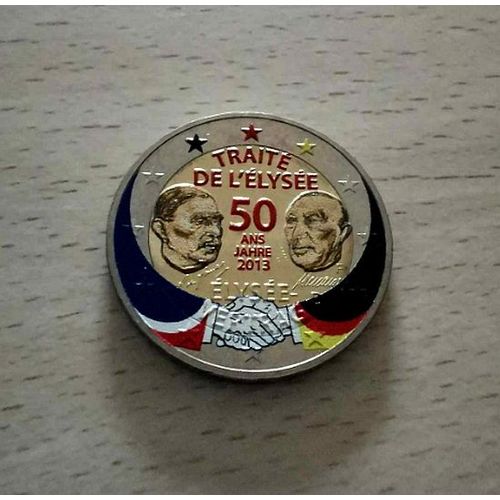 TRAITÉ
DE L'ÉLYSÉE
50
ANS
JAHRE
2013
ÉLYSÉE-